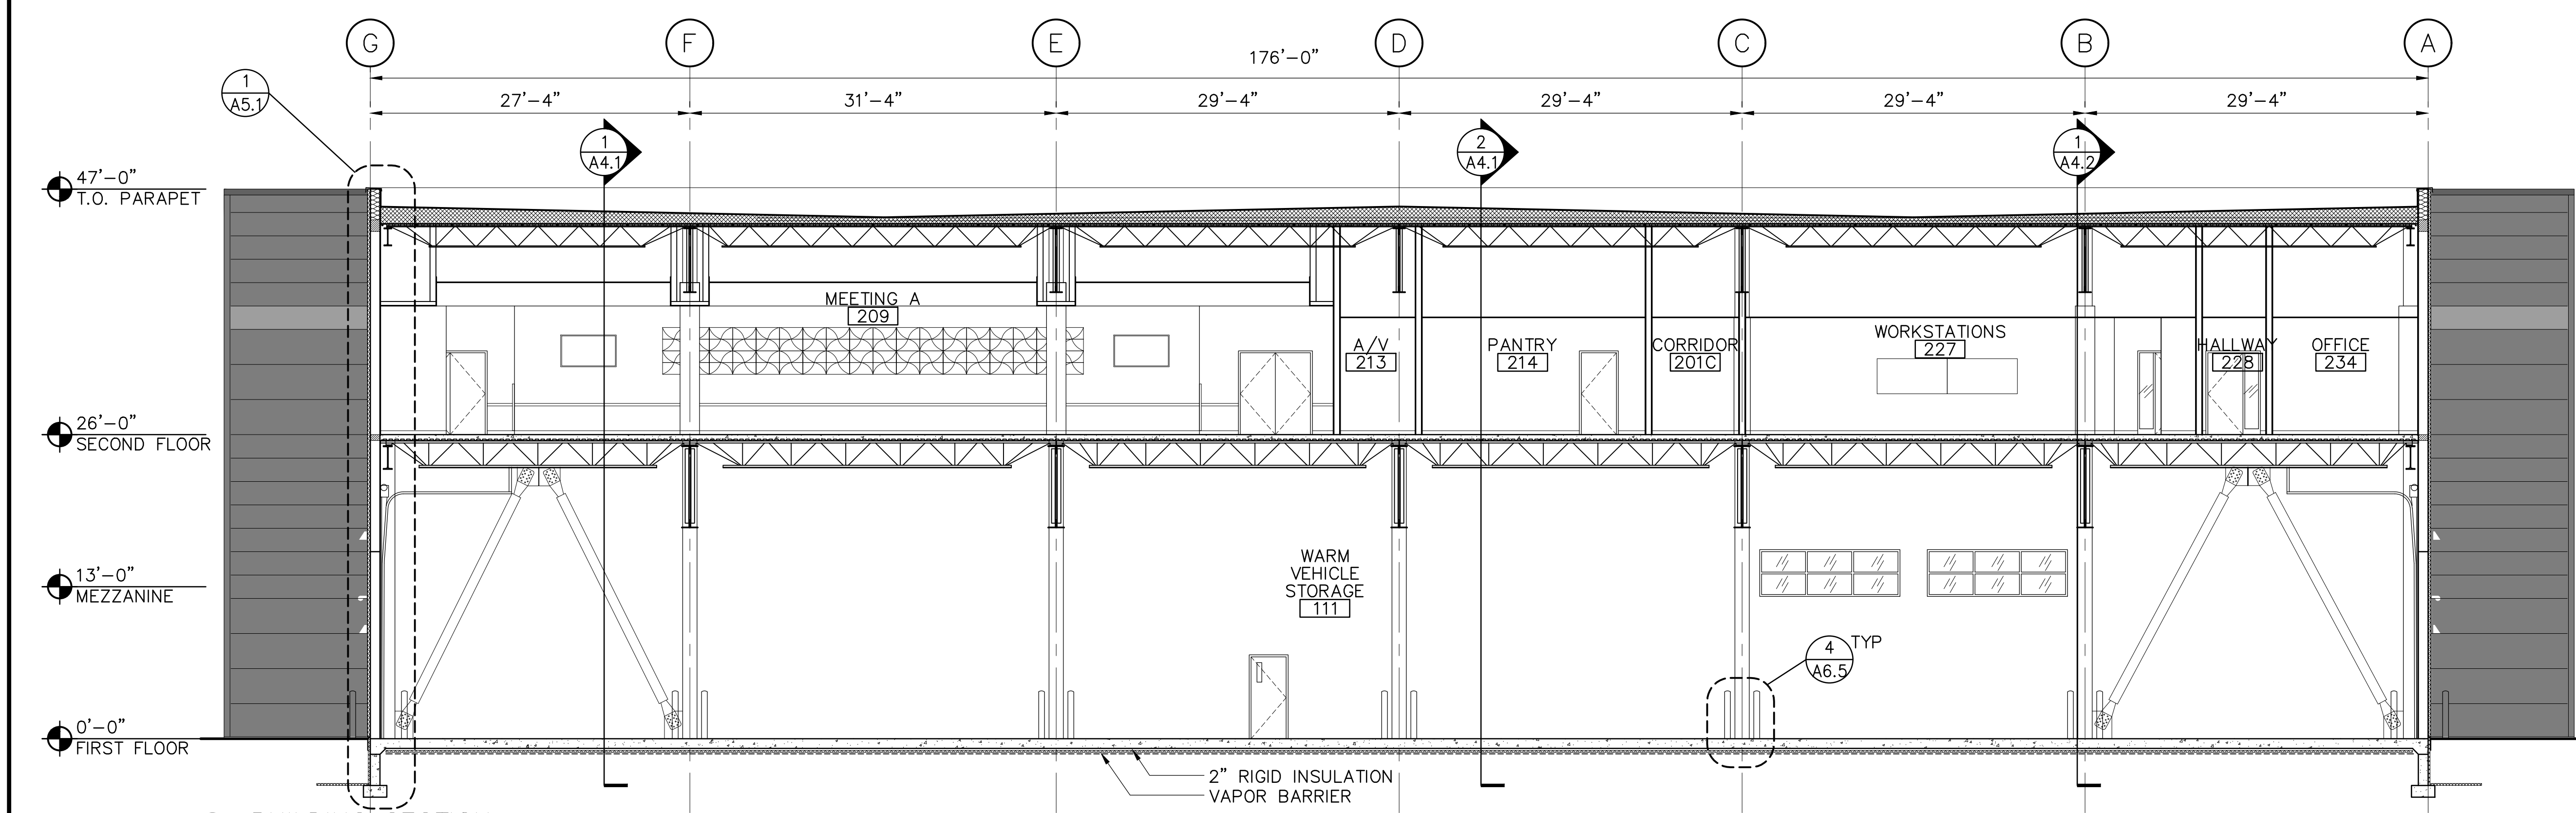 G F E D C B A
176'-0"
27'-4" 31'-4" 29'-4" 29'-4" 29'-4" 29'-4"
1
A5.1
1
A4.1
2
A4.1
1
A4.2
47'-0"
T.O. PARAPET
MEETING A
209
A/V
213
PANTRY
214
CORRIDOR
201C
WORKSTATIONS
227
HALLWAY
228
OFFICE
234
26'-0"
SECOND FLOOR
WARM
VEHICLE
STORAGE
111
13'-0"
MEZZANINE
4
A6.5
TYP
0'-0"
FIRST FLOOR
2" RIGID INSULATION
VAPOR BARRIER